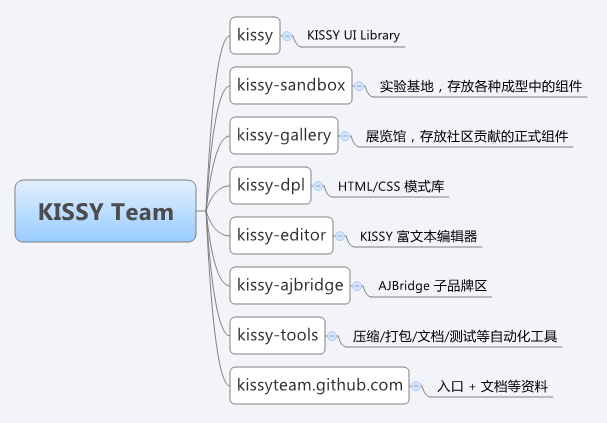 KISSY Team
kissy
KISSY UI Library
kissy-sandbox
实验基地，存放各种成型中的组件
kissy-gallery
展览馆，存放社区贡献的正式组件
kissy-dpl
HTML/CSS 模式库
kissy-editor
KISSY 富文本编辑器
kissy-ajbridge
AJBridge 子品牌区
kissy-tools
压缩/打包/文档/测试等自动化工具
kissyteam.github.com
入口 + 文档等资料